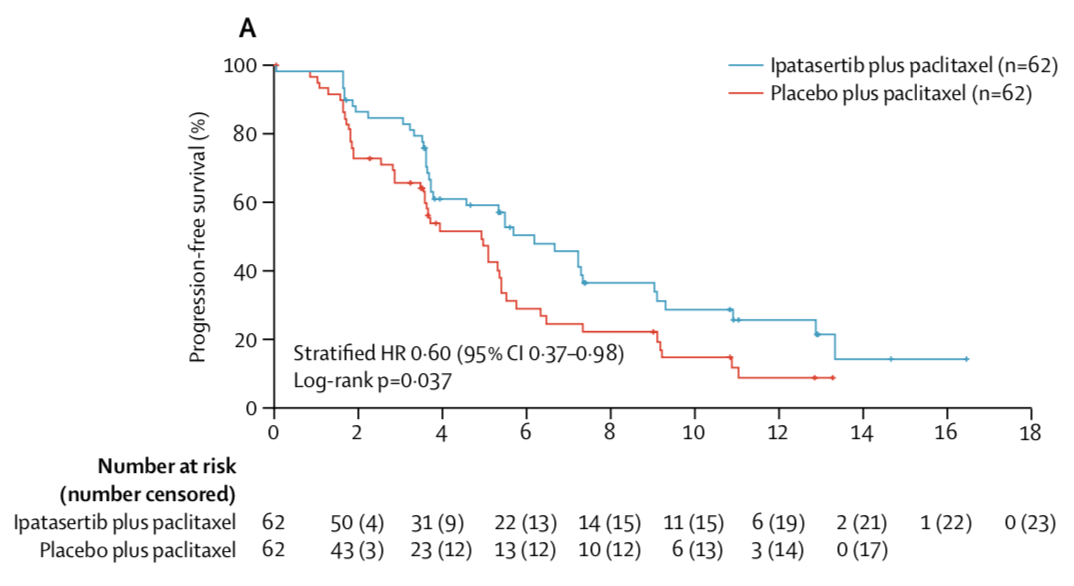 A
100
80
60
40
20
0
Progression-free survival (%)
Ipatasertib plus paclitaxel (n=62)
Placebo plus paclitaxel (n=62)
Stratified HR 0·60 (95% CI 0·37–0·98)
Log-rank p=0·037
0 2 4 6 8 10 12 14 16 18
Number at risk
(number censored)
Ipatasertib plus paclitaxel 62 50 (4) 31 (9) 22 (13) 14 (15) 11 (15) 6 (19) 2 (21) 1 (22) 0 (23)
Placebo plus paclitaxel 62 43 (3) 23 (12) 13 (12) 10 (12) 6 (13) 3 (14) 0 (17)